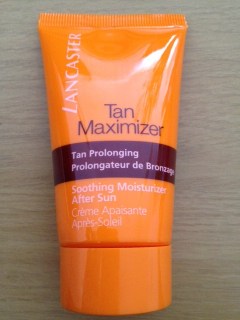 LANCASTER
Tan
Maximizer
Tan Prolonging
Prolongateur de Bronzage
Soothing Moisturizer
After Sun
Crème Apaisante
Après-Soleil